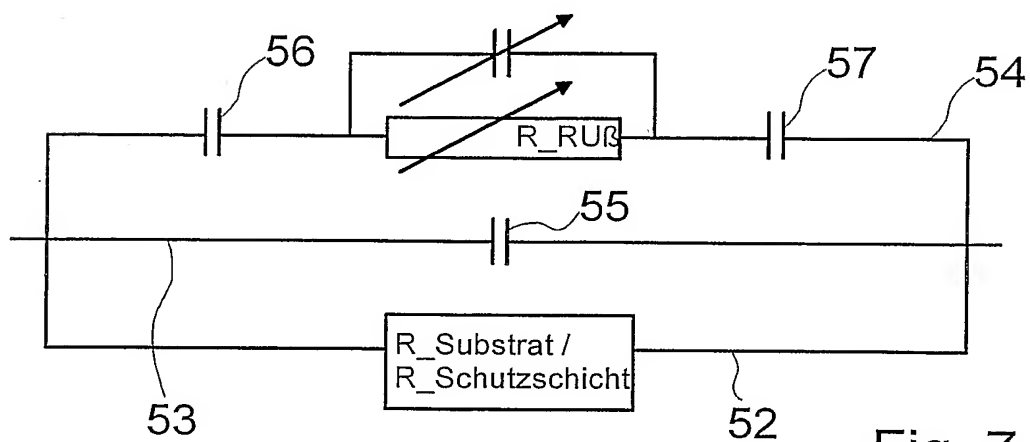 56
57
54
R_RUß
55
R_Substrat /
R_Schutzschicht
53
52
Fig. 7